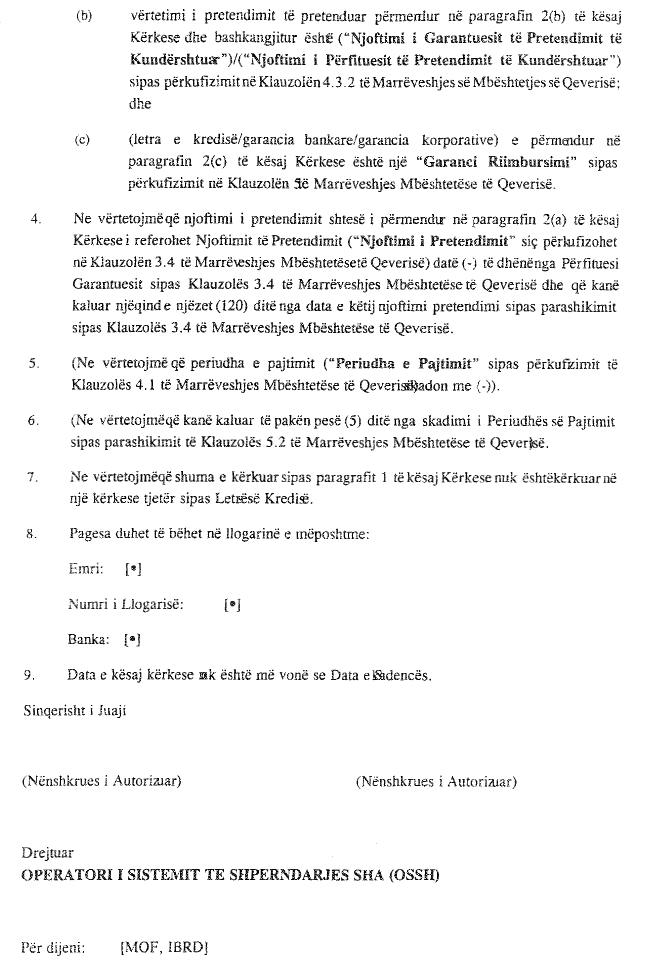 (b) vërtetimi i pretendimit të pretenduar përmendur në paragrafin 2(b) të kësaj
Kërkese dhe bashkangjitur është (“Njoftimi i Garantuesit të Pretendimit të
Kundërshtuar”)/(“Njoftimi i Përfituesit të Pretendimit të Kundërshtuar”)
sipas përkufizimit në Klauzolën 4.3.2 të Marrëveshjes së Mbështetjes së Qeverisë;
dhe
(c) (letra e kredisë/garancia bankare/garancia korporative) e përmendur në
paragrafin 2(c) të kësaj Kërkese është një “Garanci Riimbursimi” sipas
përkufizimit në Klauzolën të Marrëveshjes Mbështetëse të Qeverisë.
4. Ne vërtetojmë që njoftimi i pretendimit shtesë i përmendur në paragrafin 2(a) të kësaj
Kërkese i referohet Njoftimit të Pretendimit (“Njoftimi i Pretendimit” siç përkufizohet
në Klauzolën 3.4 të Marrëveshjes Mbështetëse të Qeverisë) datë (-) të dhënë nga Përfituesi
Garantuesit sipas Klauzolës 3.4 të Marrëveshjes Mbështetëse të Qeverisë dhe që kanë
kaluar njëqind e njëzet (120) ditë nga data e këtij njoftimi pretendimi sipas parashikimit
sipas Klauzolës 3.4 të Marrëveshjes Mbështetëse të Qeverisë.
5. (Ne vërtetojmë që periudha e pajtimit (“Periudha e Pajtimit” sipas përkufizimit të
Klauzolës 4.1 të Marrëveshjes Mbështetëse të me (-)).
6. (Ne vërtetojmë që kanë kaluar të pakën pesë (5) ditë nga skadimi i Periudhës së Pajtimit
sipas parashikimit të Klauzolës 5.2 të Marrëveshjes Mbështetëse të Qeverisë.
7. Ne vërtetojmë që shuma e kërkuar sipas paragrafit 1 të kësaj Kërkese nuk është kërkuar në
një kërkese tjetër sipas Letrës së Kredisë.
8. Pagesa duhet të bëhet në llogarinë e mëposhtme:
Emri: [•]
Numri i Llogarisë: [•]
Banka: [•]
9. Data e kësaj kërkese nuk është më vonë se Data e Skadencës.
Sinqerisht i Juaji
(Nënshkrues i Autorizuar) (Nënshkrues i Autorizuar)
Drejtuar
OPERATORI I SISTEMIT TE SHPERNDARJES SHA (OSSH)
Për dijeni: [MOF, IBRD]